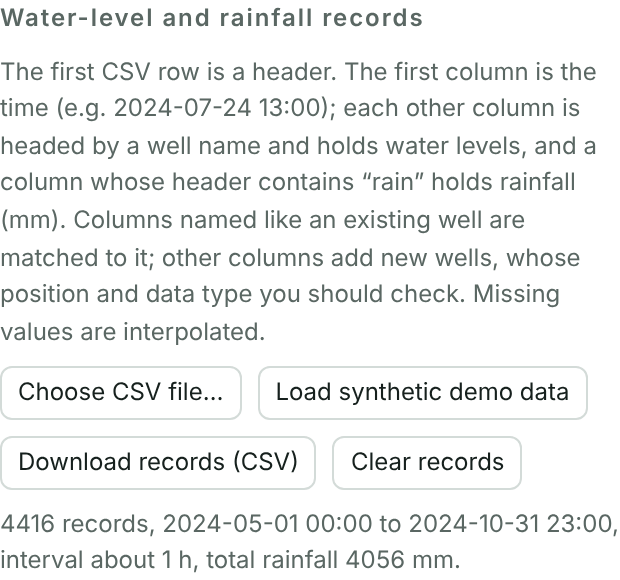 Water-level and rainfall records
The first CSV row is a header. The first column is the
time (e.g. 2024-07-24 13:00); each other column is
headed by a well name and holds water levels, and a
column whose header contains “rain” holds rainfall
(mm). Columns named like an existing well are
matched to it; other columns add new wells, whose
position and data type you should check. Missing
values are interpolated.
Choose CSV file... Load synthetic demo data
Download records (CSV) Clear records
4416 records, 2024-05-01 00:00 to 2024-10-31 23:00,
interval about 1 h, total rainfall 4056 mm.